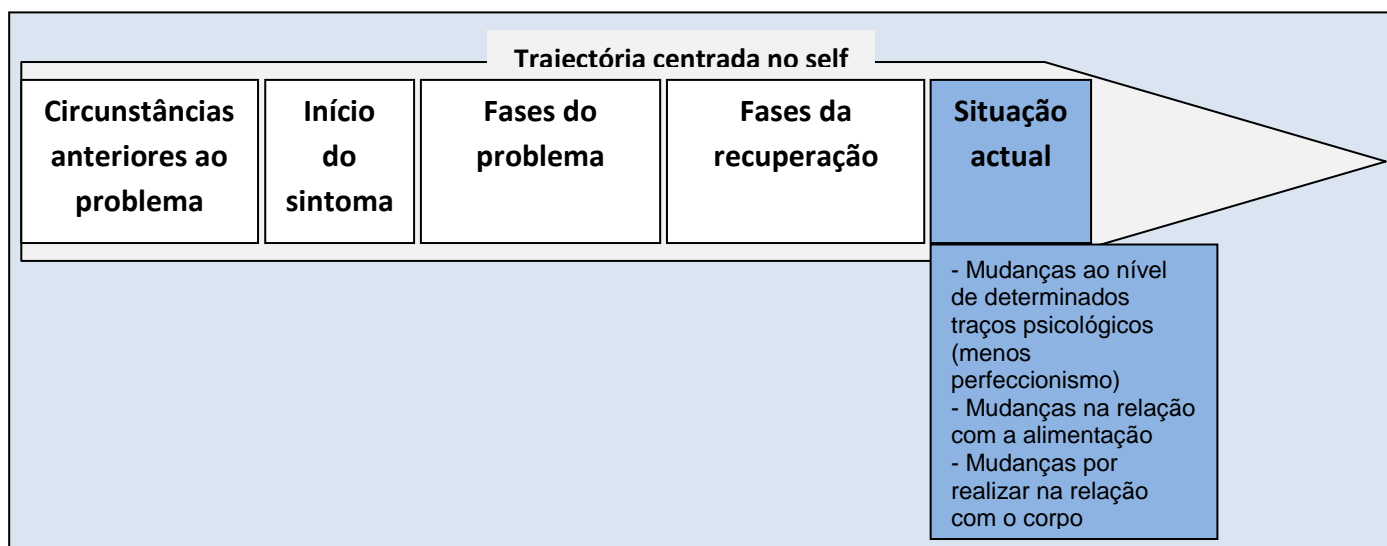 Trajectória centrada no self
Circunstâncias
anteriores ao
problema
Início
do
sintoma
Fases do
problema
Fases da
recuperação
Situação
actual
- Mudanças ao nível
de determinados
traços psicológicos
(menos
perfeccionismo)
- Mudanças na relação
com a alimentação
- Mudanças por
realizar na relação
com o corpo